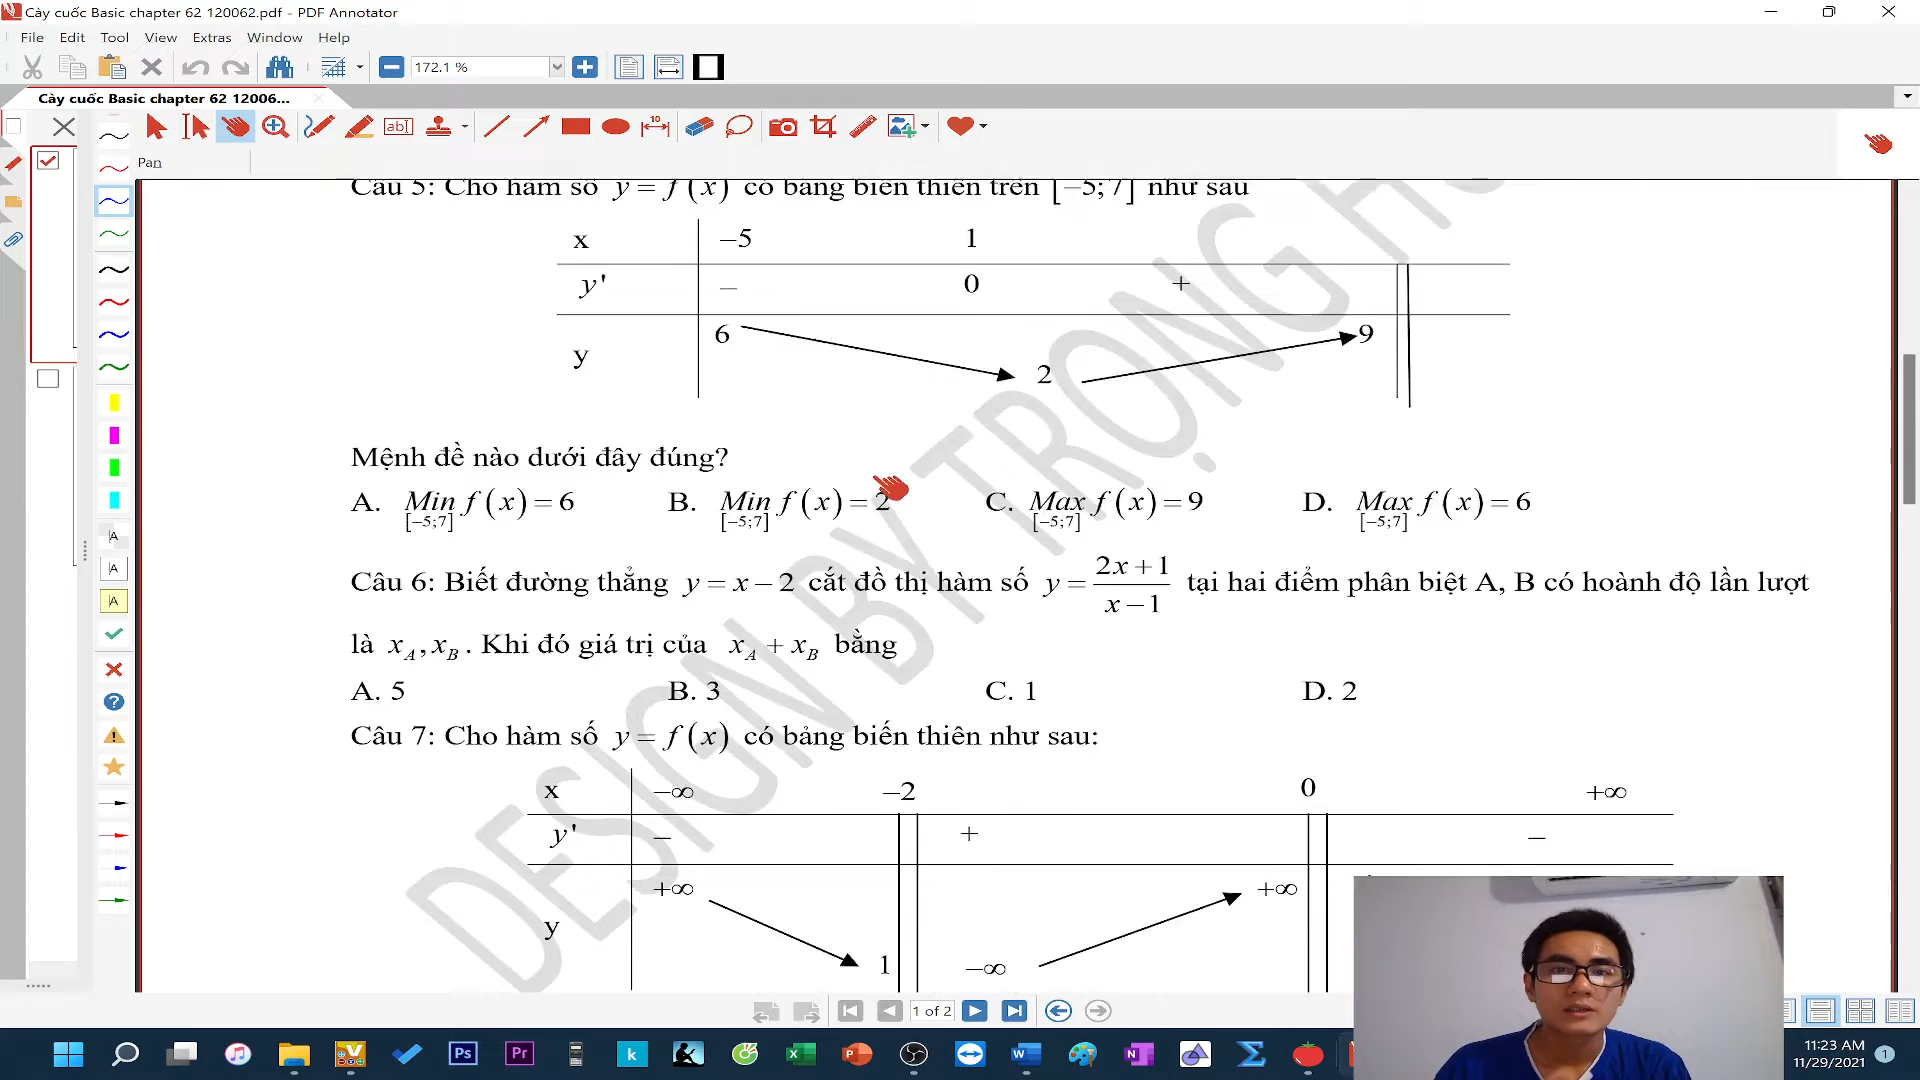 Cày cuốc Basic chapter 62 120062.pdf - PDF Annotator
File Edit Tool View Extras Window Help
172.1 %
Cày cuốc Basic chapter 62 12006...
Pan
Câu 5: Cho hàm số y = f(x) có bảng biến thiên trên [−5;7] như sau
x −5 1
y' − 0 +
y 6 2 9
Mệnh đề nào dưới đây đúng?
A. Min f(x) = 6 B. Min f(x) = 2 C. Max f(x) = 9 D. Max f(x) = 6
[−5;7] [−5;7] [−5;7] [−5;7]
Câu 6: Biết đường thẳng y = x − 2 cắt đồ thị hàm số y = (2x+1)/(x−1) tại hai điểm phân biệt A, B có hoành độ lần lượt
là x_A, x_B. Khi đó giá trị của x_A + x_B bằng
A. 5 B. 3 C. 1 D. 2
Câu 7: Cho hàm số y = f(x) có bảng biến thiên như sau:
x −∞ −2 0 +∞
y' − + −
y +∞ 1 −∞ +∞
DESIGN BY TRỌNG
1 of 2
11:23 AM
11/29/2021